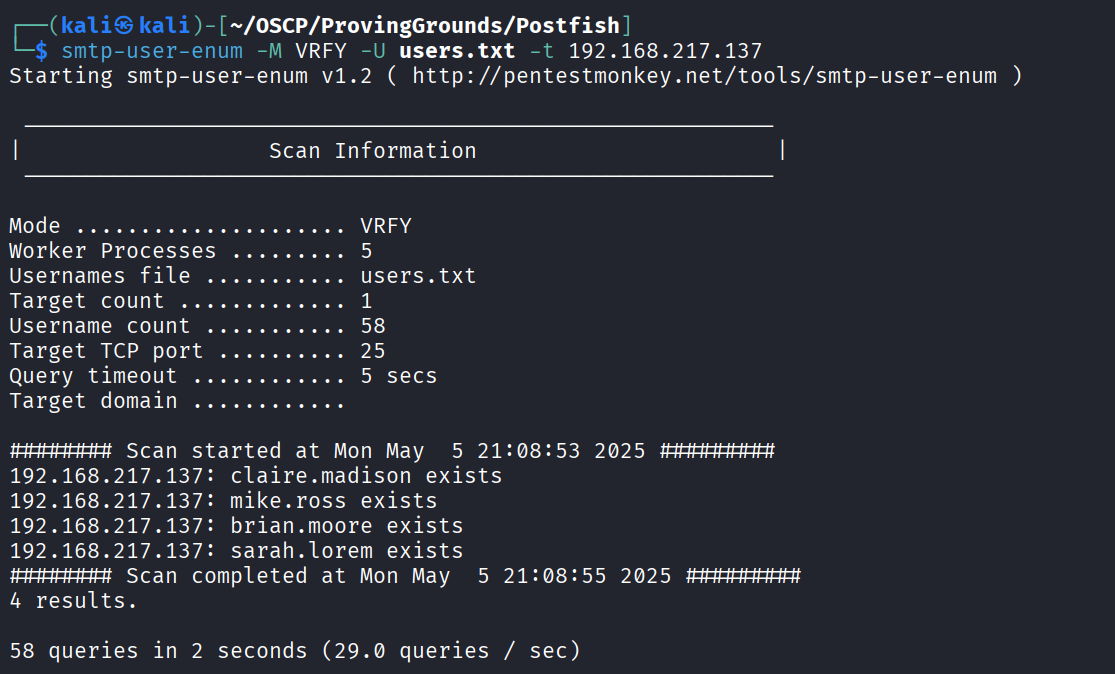 ┌──(kali㉿kali)-[~/OSCP/ProvingGrounds/Postfish]
└─$ smtp-user-enum -M VRFY -U users.txt -t 192.168.217.137
Starting smtp-user-enum v1.2 ( http://pentestmonkey.net/tools/smtp-user-enum )
| Scan Information |
Mode ..................... VRFY
Worker Processes ......... 5
Usernames file ........... users.txt
Target count ............. 1
Username count ........... 58
Target TCP port .......... 25
Query timeout ............ 5 secs
Target domain ............
######## Scan started at Mon May  5 21:08:53 2025 #########
192.168.217.137: claire.madison exists
192.168.217.137: mike.ross exists
192.168.217.137: brian.moore exists
192.168.217.137: sarah.lorem exists
######## Scan completed at Mon May  5 21:08:55 2025 #########
4 results.
58 queries in 2 seconds (29.0 queries / sec)